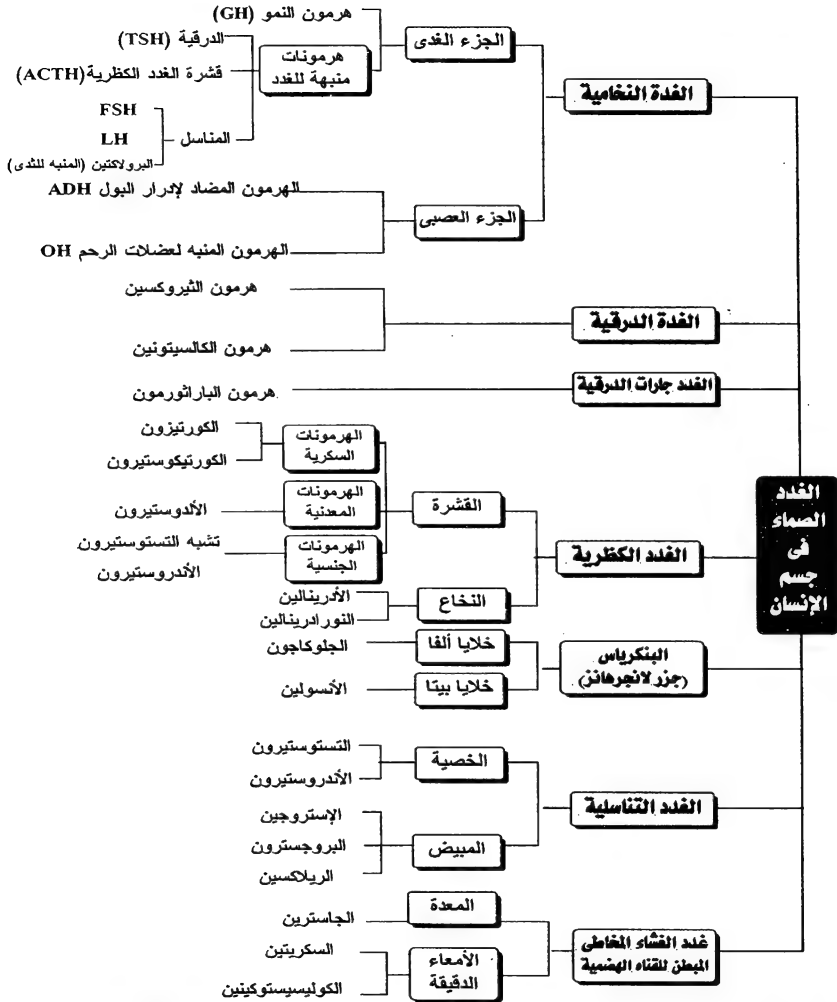 الغدد
الصماء
فى
جسم
الإنسان
الغدة النخامية
الجزء الغدى
هرمون النمو (GH)
هرمونات
منبهة للغدد
الدرقية (TSH)
قشرة الغدد الكظرية (ACTH)
المناسل
FSH
LH
البرولاكتين (المنبه للثدى)
الجزء العصبى
الهرمون المضاد لإدرار البول ADH
الهرمون المنبه لعضلات الرحم OH
الغدة الدرقية
هرمون الثيروكسين
هرمون الكالسيتونين
الغدد جارات الدرقية
هرمون الباراثورمون
الغدد الكظرية
القشرة
الهرمونات
السكرية
الكورتيزون
الكورتيكوستيرون
الهرمونات
المعدنية
الألدوستيرون
الهرمونات
الجنسية
تشبه التستوستيرون
الأندروستيرون
النخاع
الأدرينالين
النورادرينالين
البنكرياس
(جزر لانجرهانز)
خلايا ألفا
الجلوكاجون
خلايا بيتا
الأنسولين
الغدد التناسلية
الخصية
التستوستيرون
الأندروستيرون
المبيض
الإستروجين
البروجسترون
الريلاكسين
غدد الغشاء المخاطى
المبطن للقناه الهضمية
المعدة
الجاسترين
الأمعاء
الدقيقة
السكريتين
الكوليسيستوكينين